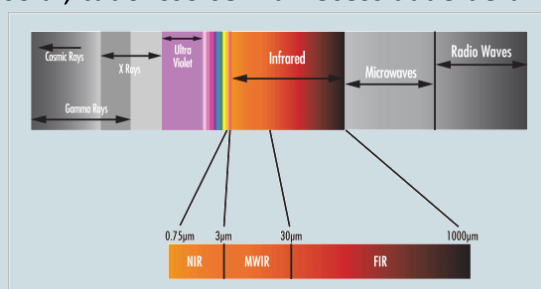 Cosmic Rays
X Rays
Gamma Rays
Ultra
Violet
Infrared
Microwaves
Radio Waves
0.75µm 3µm 30µm 1000µm
NIR MWIR FIR